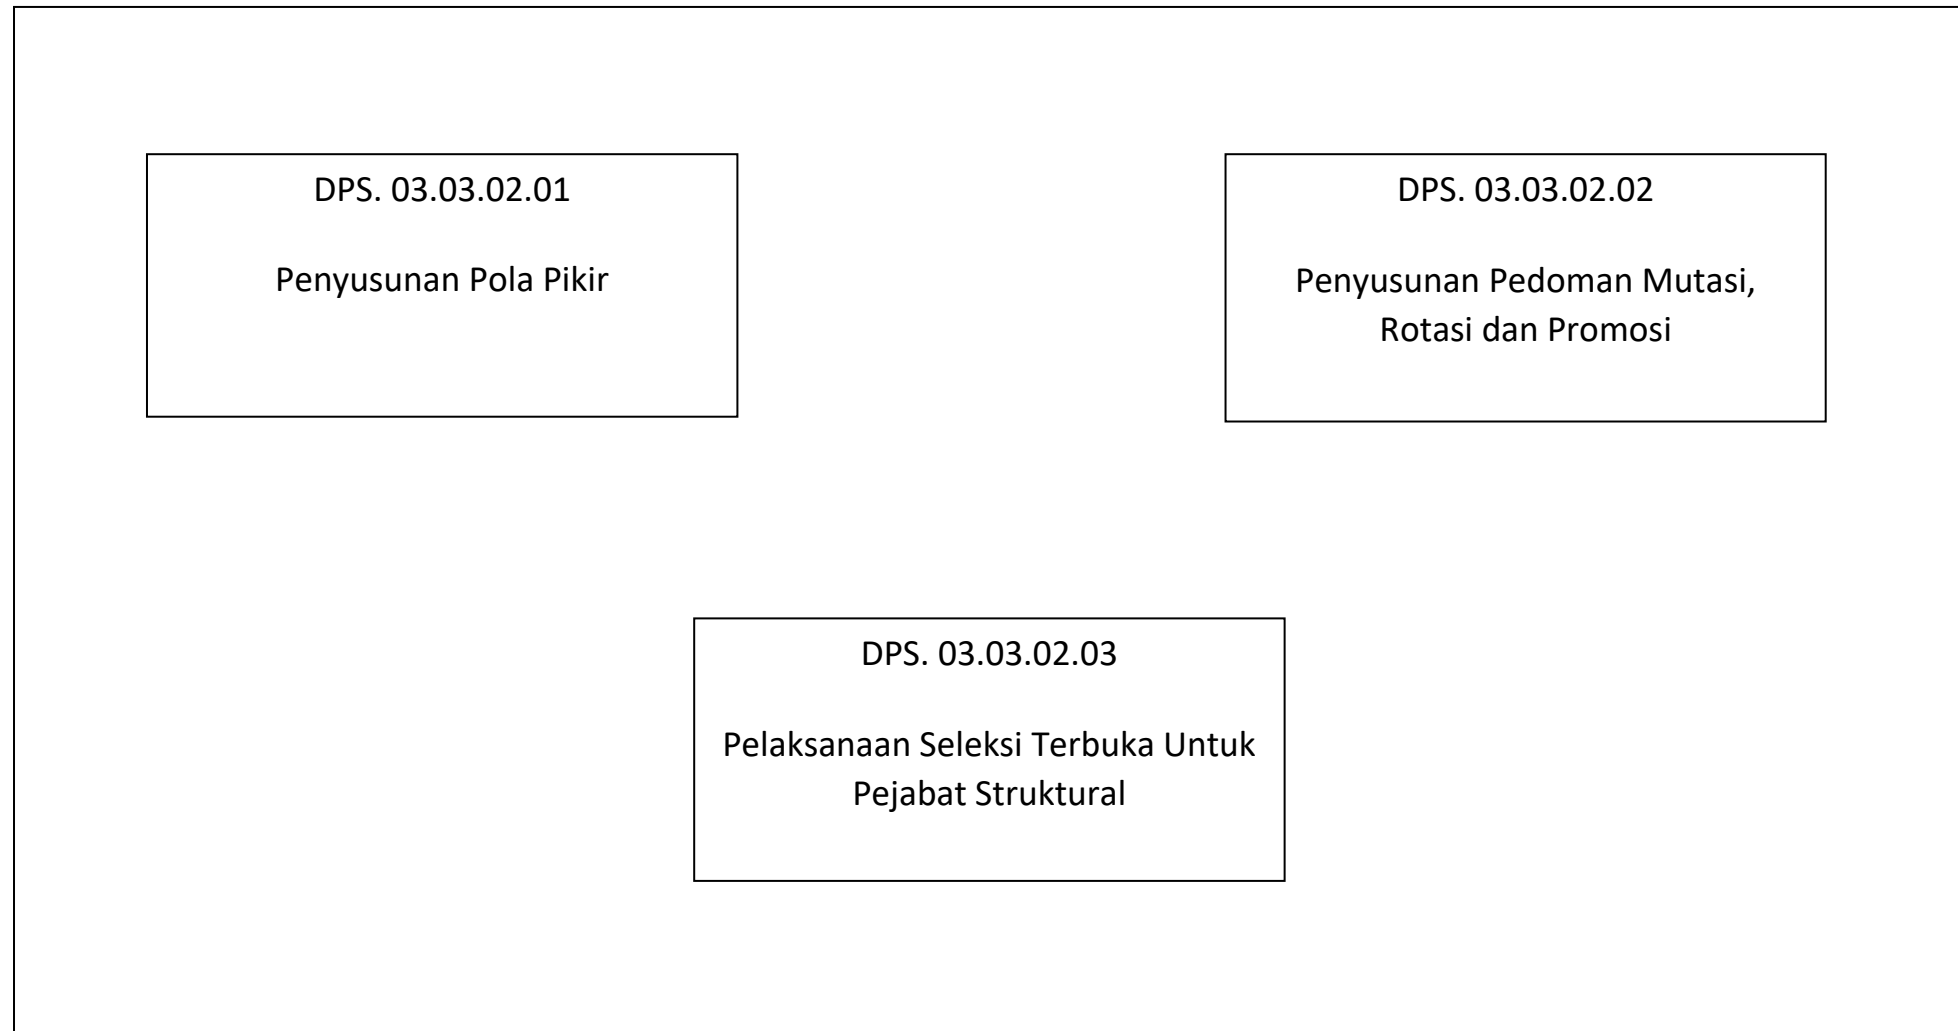 DPS. 03.03.02.01
Penyusunan Pola Pikir
DPS. 03.03.02.02
Penyusunan Pedoman Mutasi,
Rotasi dan Promosi
DPS. 03.03.02.03
Pelaksanaan Seleksi Terbuka Untuk
Pejabat Struktural